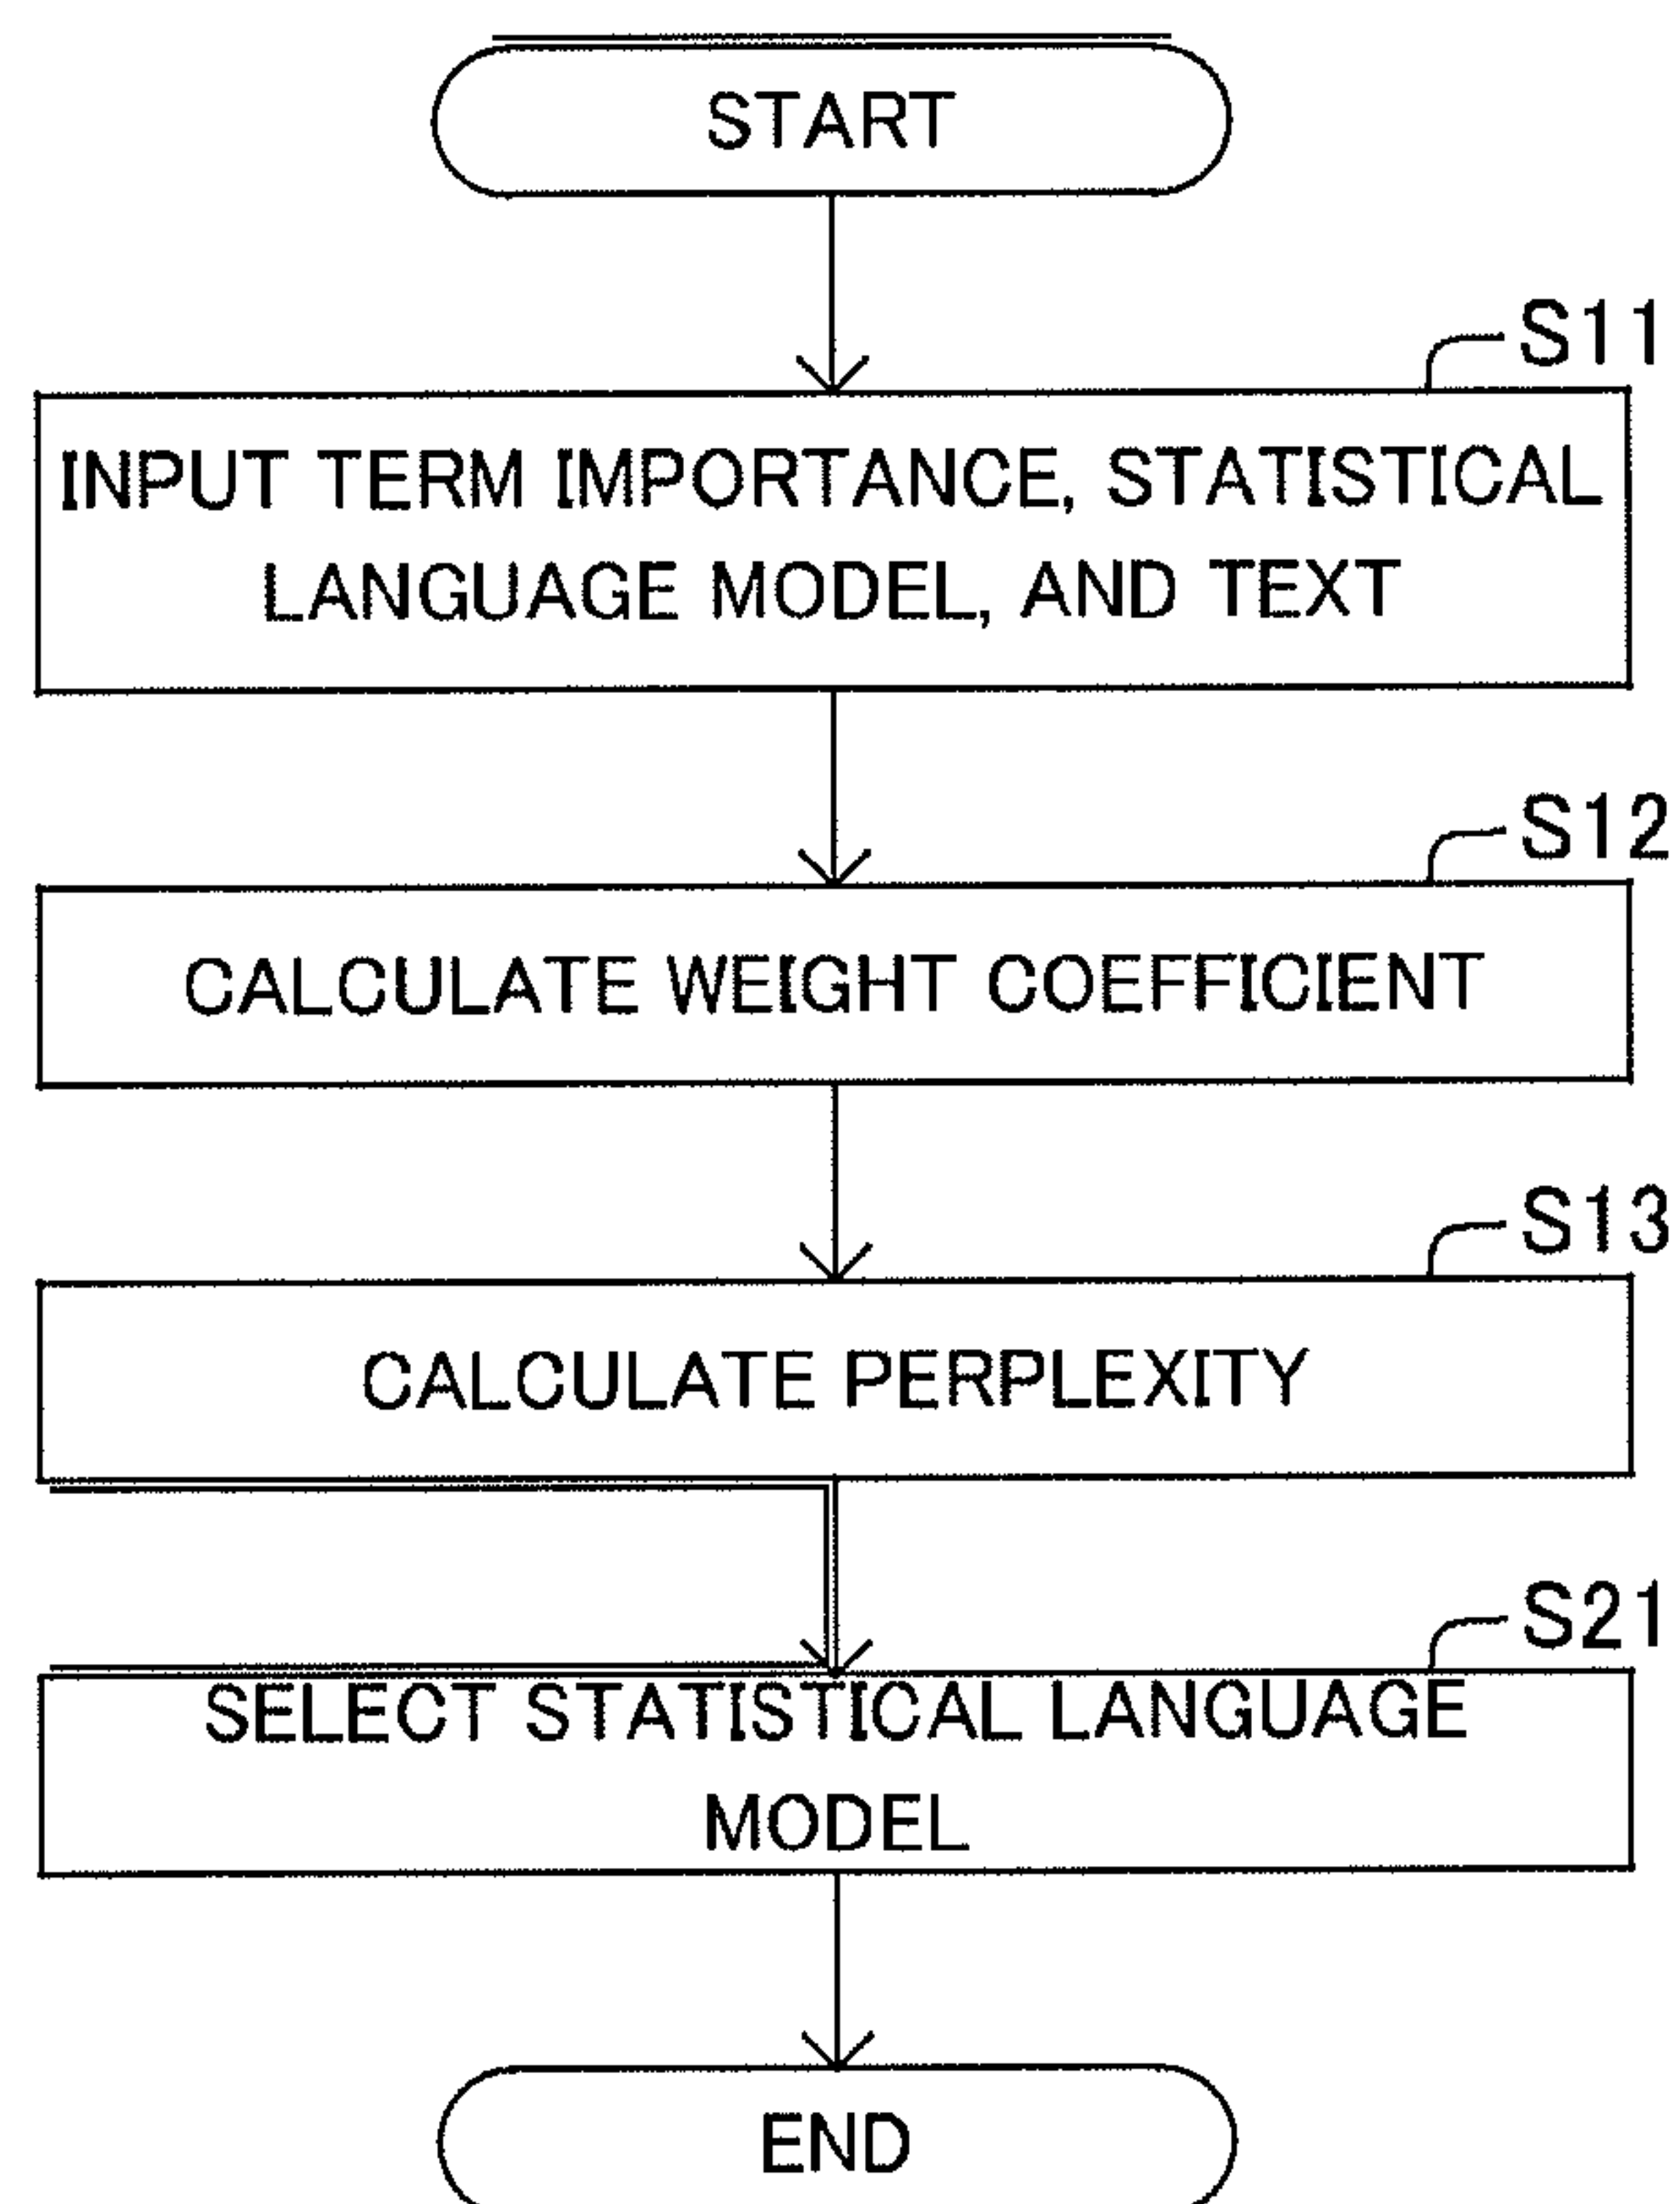 START
S11
INPUT TERM IMPORTANCE, STATISTICAL
LANGUAGE MODEL, AND TEXT
S12
CALCULATE WEIGHT COEFFICIENT
S13
CALCULATE PERPLEXITY
S21
SELECT STATISTICAL LANGUAGE
MODEL
END